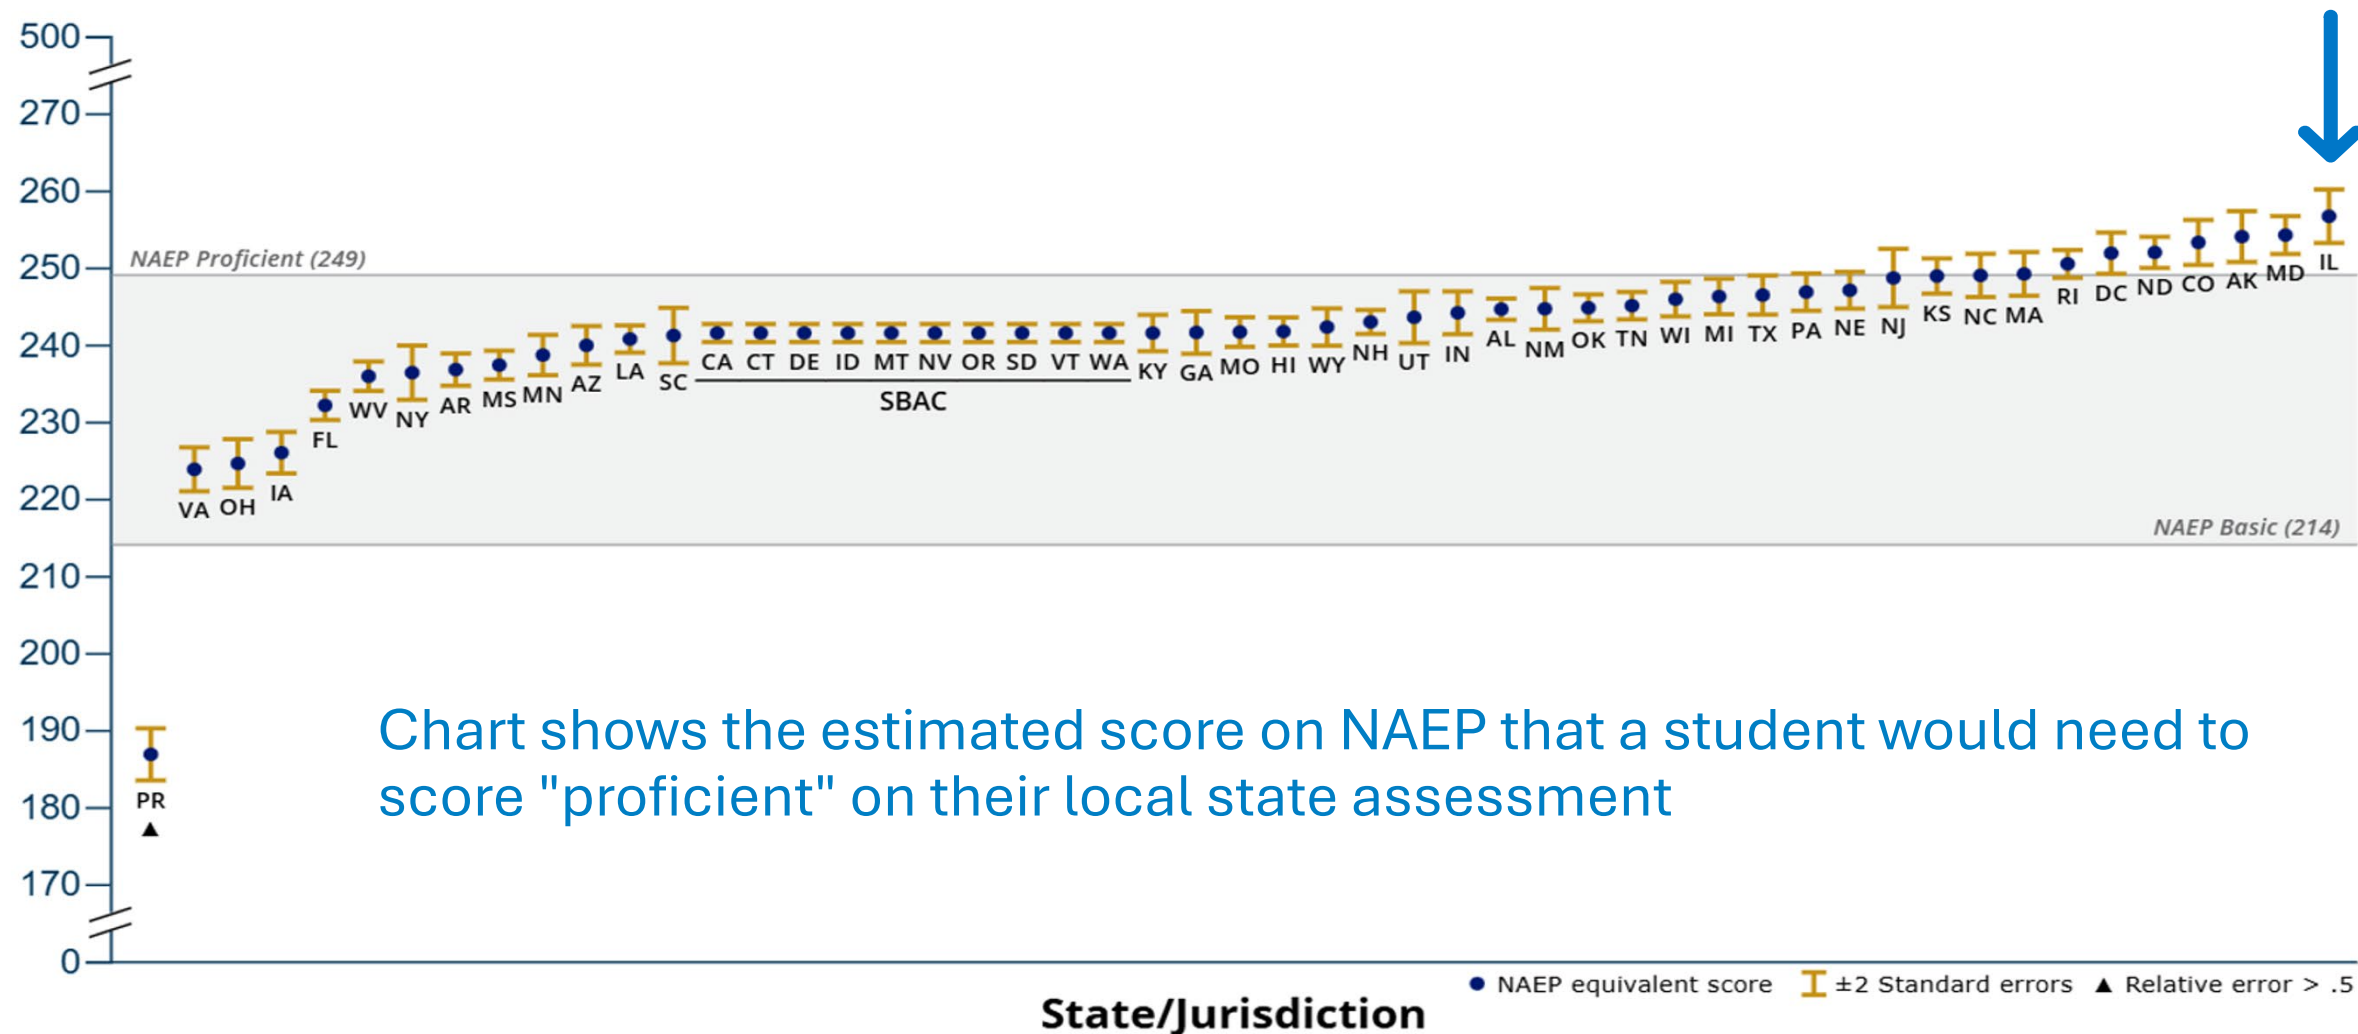 500
270
260
250
240
230
220
210
200
190
180
170
0
NAEP Proficient (249)
NAEP Basic (214)
PR
VA
OH
IA
FL
WV
NY
AR
MS
MN
AZ
LA
SC
CA CT DE ID MT NV OR SD VT WA
SBAC
KY
GA
MO
HI
WY
NH
UT
IN
AL
NM
OK
TN
WI
MI
TX
PA
NE
NJ
KS
NC
MA
RI
DC
ND
CO
AK
MD
IL
Chart shows the estimated score on NAEP that a student would need to
score "proficient" on their local state assessment
NAEP equivalent score ±2 Standard errors Relative error > .5
State/Jurisdiction